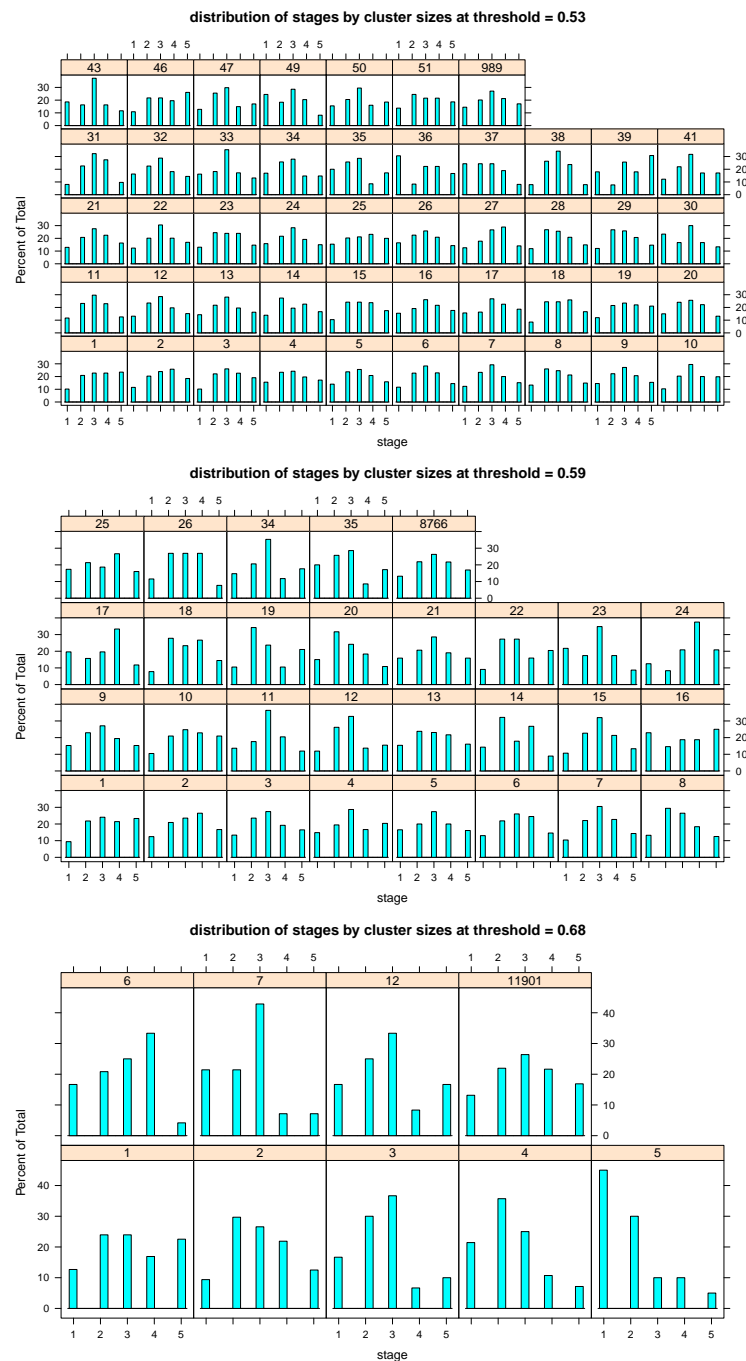 distribution of stages by cluster sizes at threshold = 0.53
1 2 3 4 5 1 2 3 4 5 1 2 3 4 5
43 46 47 49 50 51 989
30
20
10
0
31 32 33 34 35 36 37 38 39 41
30
20
10
0
21 22 23 24 25 26 27 28 29 30
30
20
10
0
11 12 13 14 15 16 17 18 19 20
30
20
10
0
1 2 3 4 5 6 7 8 9 10
30
20
10
0
1 2 3 4 5 1 2 3 4 5 1 2 3 4 5 1 2 3 4 5 1 2 3 4 5
Percent of Total
stage
distribution of stages by cluster sizes at threshold = 0.59
1 2 3 4 5 1 2 3 4 5
25 26 34 35 8766
30
20
10
0
17 18 19 20 21 22 23 24
30
20
10
0
9 10 11 12 13 14 15 16
30
20
10
0
1 2 3 4 5 6 7 8
30
20
10
0
1 2 3 4 5 1 2 3 4 5 1 2 3 4 5 1 2 3 4 5
Percent of Total
stage
distribution of stages by cluster sizes at threshold = 0.68
1 2 3 4 5 1 2 3 4 5
6 7 12 11901
40
30
20
10
0
1 2 3 4 5
40
30
20
10
0
1 2 3 4 5 1 2 3 4 5 1 2 3 4 5
Percent of Total
stage